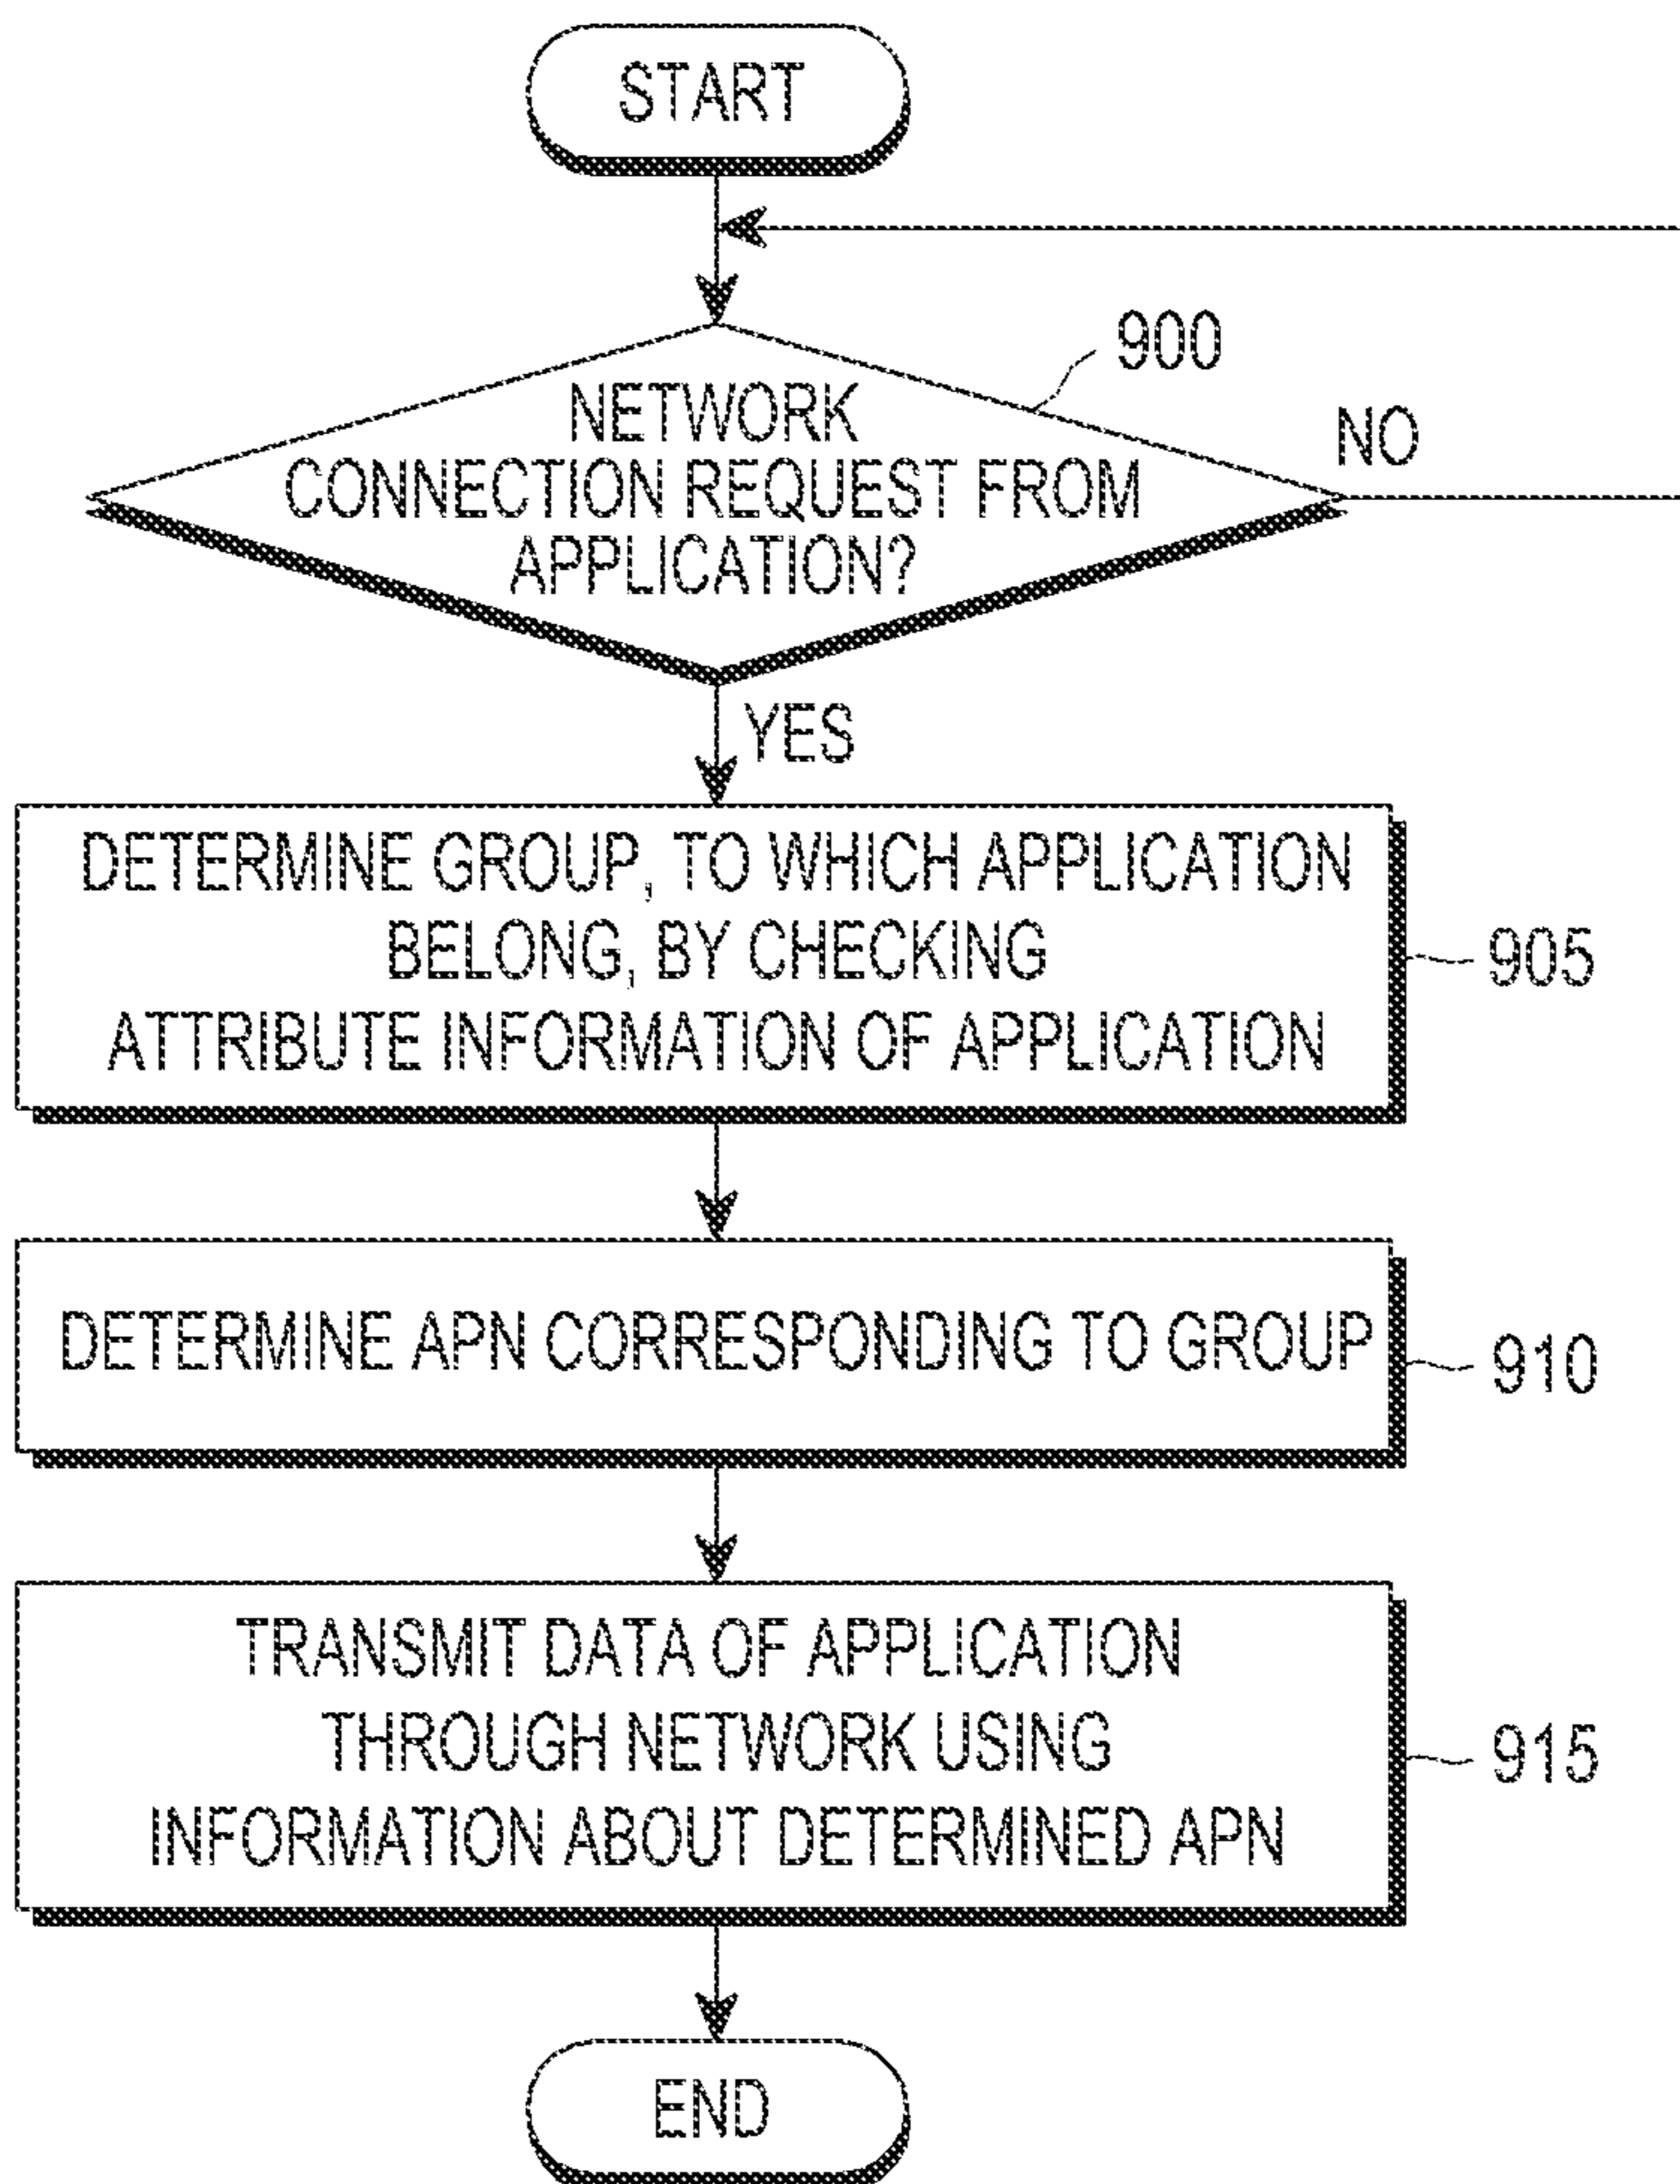 START
900
NETWORK
CONNECTION REQUEST FROM
APPLICATION?
NO
YES
DETERMINE GROUP, TO WHICH APPLICATION
BELONG, BY CHECKING
ATTRIBUTE INFORMATION OF APPLICATION
905
DETERMINE APN CORRESPONDING TO GROUP
910
TRANSMIT DATA OF APPLICATION
THROUGH NETWORK USING
INFORMATION ABOUT DETERMINED APN
915
END